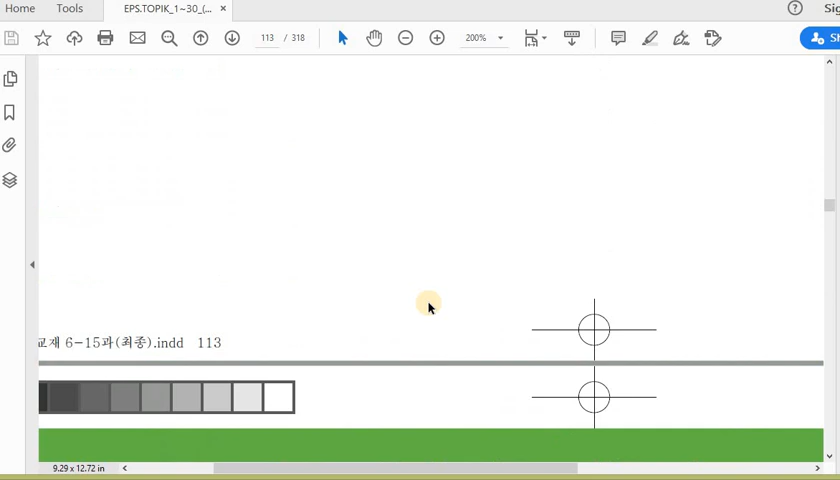 Home Tools EPS.TOPIK_1~30_(... × ? Sig
113 / 318 200%
교재 6-15과(최종).indd 113
9.29 x 12.72 in